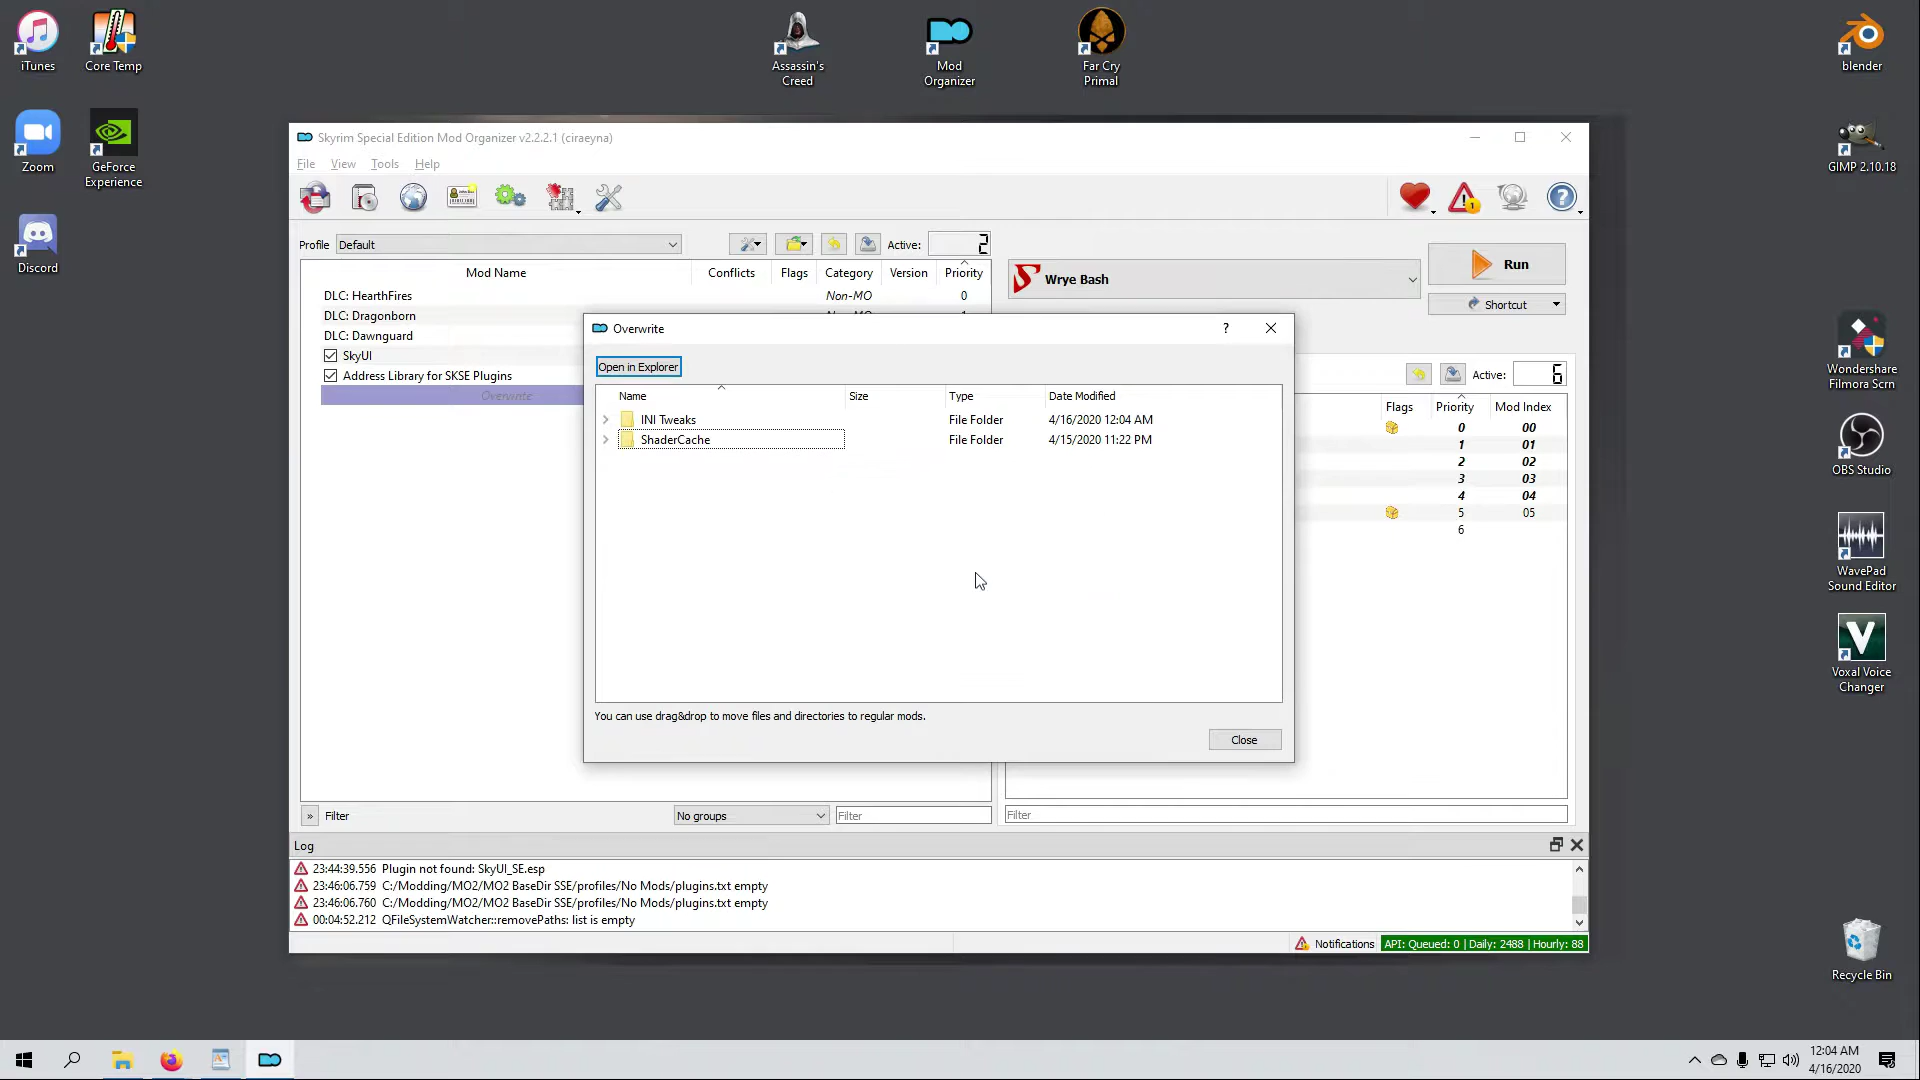 iTunes
Core Temp
Assassin's
Creed
Mod
Organizer
Far Cry
Primal
blender
Zoom
GeForce
Experience
GIMP 2.10.18
Discord
Wondershare
Filmora Scrn
OBS Studio
WavePad
Sound Editor
Voxal Voice
Changer
Recycle Bin
Skyrim Special Edition Mod Organizer v2.2.2.1 (ciraeyna)
File View Tools Help
Profile Default Active: 2
Mod Name Conflicts Flags Category Version Priority
DLC: HearthFires Non-MO 0
DLC: Dragonborn
DLC: Dawnguard
SkyUI
Address Library for SKSE Plugins
Overwrite
Wrye Bash
Run
Shortcut
Active: 6
Flags Priority Mod Index
0 00
1 01
2 02
3 03
4 04
5 05
6
Overwrite ?
Open in Explorer
Name Size Type Date Modified
INI Tweaks File Folder 4/16/2020 12:04 AM
ShaderCache File Folder 4/15/2020 11:22 PM
You can use drag&drop to move files and directories to regular mods.
Close
» Filter No groups Filter
Filter
Log
23:44:39.556 Plugin not found: SkyUI_SE.esp
23:46:06.759 C:/Modding/MO2/MO2 BaseDir SSE/profiles/No Mods/plugins.txt empty
23:46:06.760 C:/Modding/MO2/MO2 BaseDir SSE/profiles/No Mods/plugins.txt empty
00:04:52.212 QFileSystemWatcher::removePaths: list is empty
Notifications API: Queued: 0 | Daily: 2488 | Hourly: 88
12:04 AM
4/16/2020